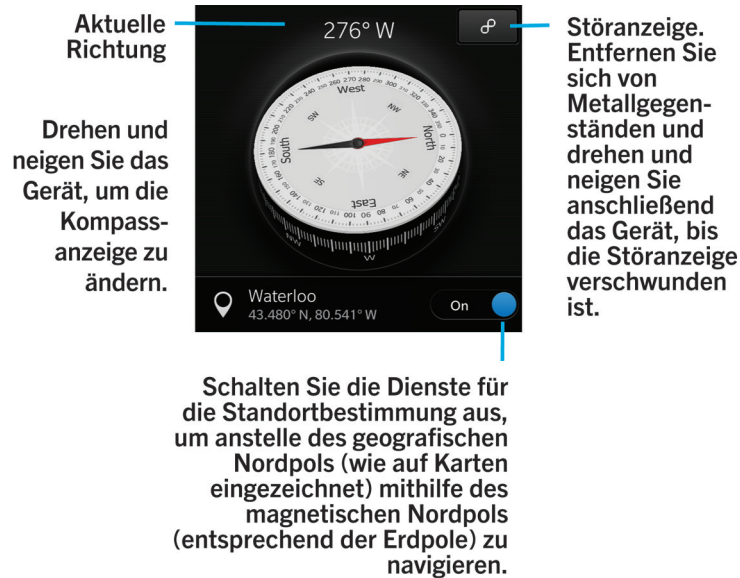 Aktuelle
Richtung
276° W
Störanzeige.
Entfernen Sie
sich von
Metallgegen-
ständen und
drehen und
neigen Sie
anschließend
das Gerät, bis
die Störanzeige
verschwunden
ist.
Drehen und
neigen Sie das
Gerät, um die
Kompass-
anzeige zu
ändern.
West
NW
North
NE
East
SE
South
SW
W
Waterloo
43.480° N, 80.541° W
On
Schalten Sie die Dienste für
die Standortbestimmung aus,
um anstelle des geografischen
Nordpols (wie auf Karten
eingezeichnet) mithilfe des
magnetischen Nordpols
(entsprechend der Erdpole) zu
navigieren.